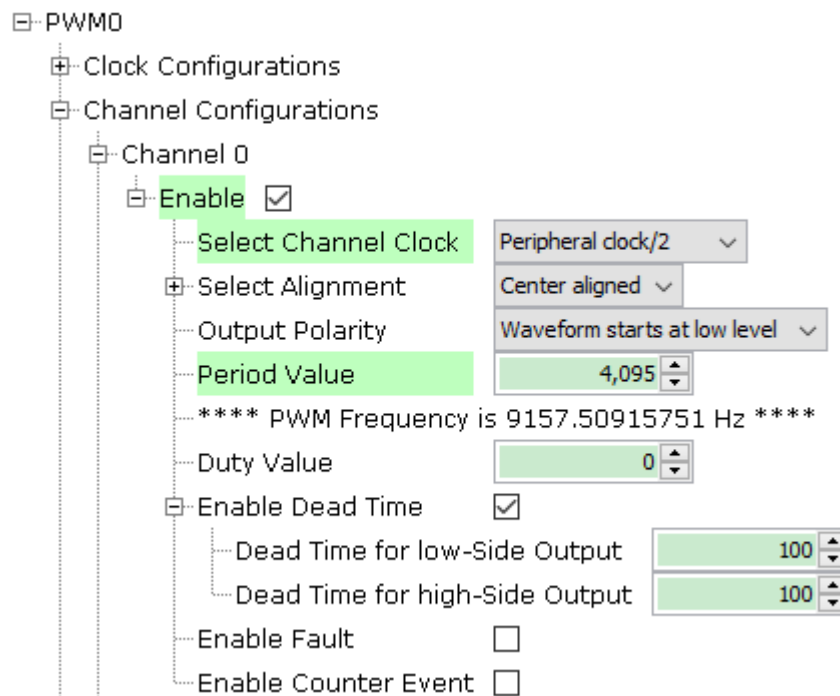 PWM0
Clock Configurations
Channel Configurations
Channel 0
Enable
Select Channel Clock Peripheral clock/2
Select Alignment Center aligned
Output Polarity Waveform starts at low level
Period Value 4,095
**** PWM Frequency is 9157.50915751 Hz ****
Duty Value 0
Enable Dead Time
Dead Time for low-Side Output 100
Dead Time for high-Side Output 100
Enable Fault
Enable Counter Event